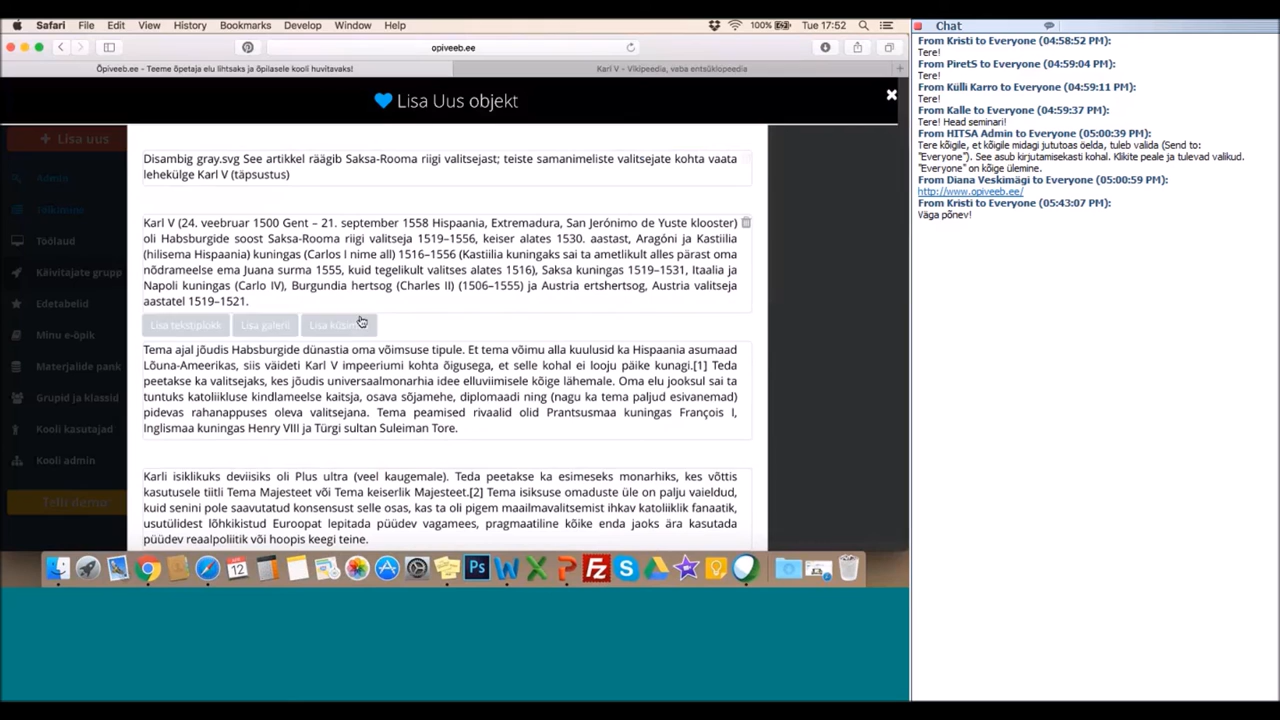 Safari File Edit View History Bookmarks Develop Window Help
100% Tue 17:52
opiveeb.ee
Õpiveeb.ee - Teeme õpetaja elu lihtsaks ja õpilasele kooli huvitavaks!
Karl V – Vikipeedia, vaba entsüklopeedia
Lisa Uus objekt
Lisa uus
Admin
Töölaud
Käivitajate grupp
Edetabelid
Minu e-õpik
Materjalide pank
Grupid ja klassid
Kooli kasutajad
Kooli admin
Telli demo
Disambig gray.svg See artikkel räägib Saksa-Rooma riigi valitsejast; teiste samanimeliste valitsejate kohta vaata
lehekülge Karl V (täpsustus)
Karl V (24. veebruar 1500 Gent – 21. september 1558 Hispaania, Extremadura, San Jerónimo de Yuste klooster)
oli Habsburgide soost Saksa-Rooma riigi valitseja 1519–1556, keiser alates 1530. aastast, Aragóni ja Kastiilia
(hilisema Hispaania) kuningas (Carlos I nime all) 1516–1556 (Kastiilia kuningaks sai ta ametlikult alles pärast oma
nõdrameelse ema Juana surma 1555, kuid tegelikult valitses alates 1516), Saksa kuningas 1519–1531, Itaalia ja
Napoli kuningas (Carlo IV), Burgundia hertsog (Charles II) (1506–1555) ja Austria ertshertsog, Austria valitseja
aastatel 1519–1521.
Lisa tekstiplokk Lisa galerii Lisa
Tema ajal jõudis Habsburgide dünastia oma võimsuse tipule. Et tema võimu alla kuulusid ka Hispaania asumaad
Lõuna-Ameerikas, siis väideti Karl V impeeriumi kohta õigusega, et selle kohal ei looju päike kunagi.[1] Teda
peetakse ka valitsejaks, kes jõudis universaalmonarhia idee elluviimisele kõige lähemale. Oma elu jooksul sai ta
tuntuks katoliikluse kindlameelse kaitsja, osava sõjamehe, diplomaadi ning (nagu ka tema paljud esivanemad)
pidevas rahanappuses oleva valitsejana. Tema peamised rivaalid olid Prantsusmaa kuningas François I,
Inglismaa kuningas Henry VIII ja Türgi sultan Suleiman Tore.
Karli isiklikuks deviisiks oli Plus ultra (veel kaugemale). Teda peetakse ka esimeseks monarhiks, kes võttis
kasutusele tiitli Tema Majesteet või Tema keiserlik Majesteet.[2] Tema isiksuse omaduste üle on palju vaieldud,
kuid senini pole saavutatud konsensust selle osas, kas ta oli pigem maailmavalitsemist ihkav katoliiklik fanaatik,
usutülidest lõhkikistud Euroopat lepitada püüdev vagamees, pragmaatiline kõike enda jaoks ära kasutada
püüdev reaalpoliitik või hoopis keegi teine.
12
Ps
Chat
From Kristi to Everyone (04:58:52 PM):
Tere!
From PiretS to Everyone (04:59:04 PM):
Tere!
From Külli Karro to Everyone (04:59:11 PM):
Tere!
From Kalle to Everyone (04:59:37 PM):
Tere! Head seminari!
From HITSA Admin to Everyone (05:00:39 PM):
Tere kõigile, et kõigile midagi jututoas öelda, tuleb valida (Send to:
"Everyone"). See asub kirjutamisekasti kohal. Klikite peale ja tulevad valikud.
"Everyone" on kõige ülemine.
From Diana Veskimägi to Everyone (05:00:59 PM):
http://www.opiveeb.ee/
From Kristi to Everyone (05:43:07 PM):
Väga põnev!